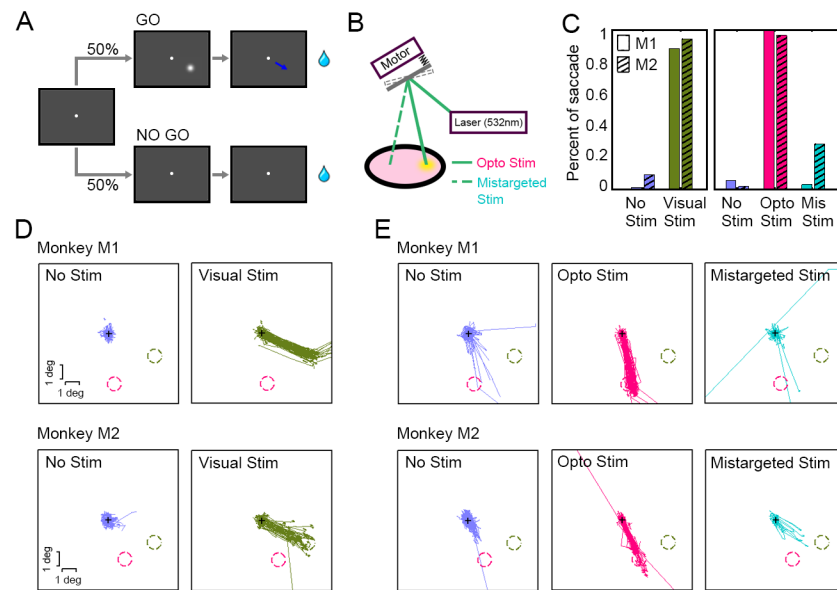 A
GO
50%
NO GO
50%
B
Motor
Laser (532nm)
Opto Stim
Mistargeted
Stim
C
Percent of saccade
1
0.8
0.6
0.4
0.2
0
M1
M2
No
Stim
Visual
Stim
No
Stim
Opto
Stim
Mis
Stim
D
Monkey M1
No Stim
1 deg
1 deg
Visual Stim
Monkey M2
No Stim
1 deg
1 deg
Visual Stim
E
Monkey M1
No Stim
Opto Stim
Mistargeted Stim
Monkey M2
No Stim
Opto Stim
Mistargeted Stim